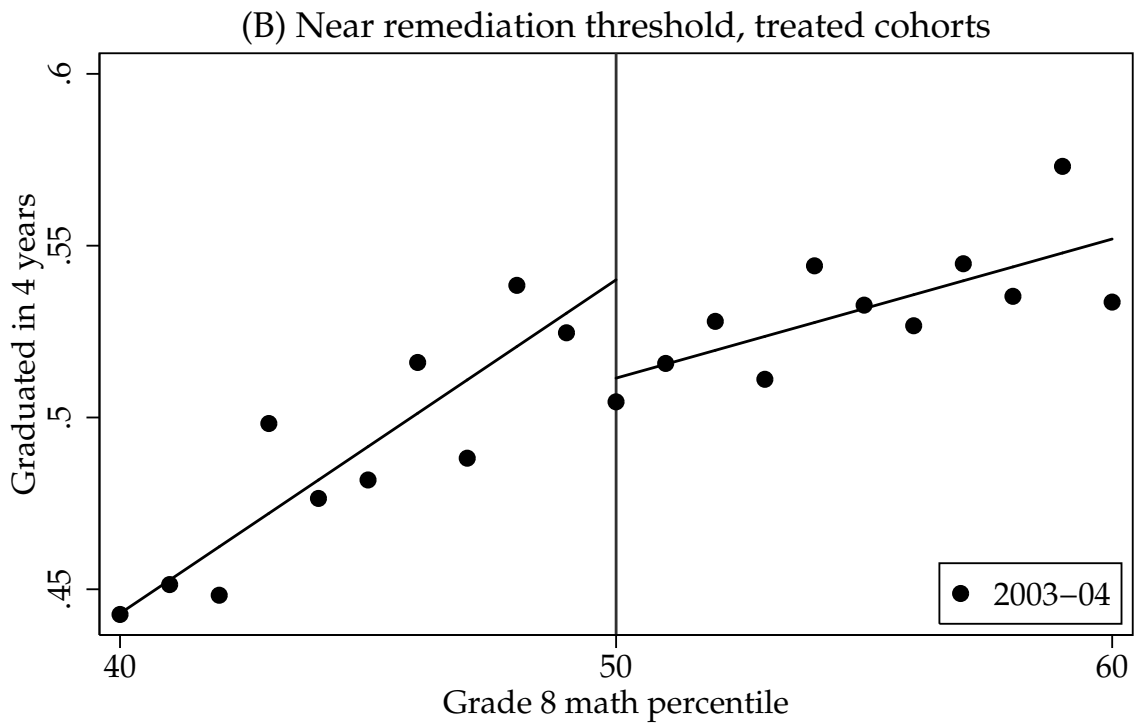 (B) Near remediation threshold, treated cohorts
Graduated in 4 years
.6
.55
.5
.45
2003–04
40
50
60
Grade 8 math percentile